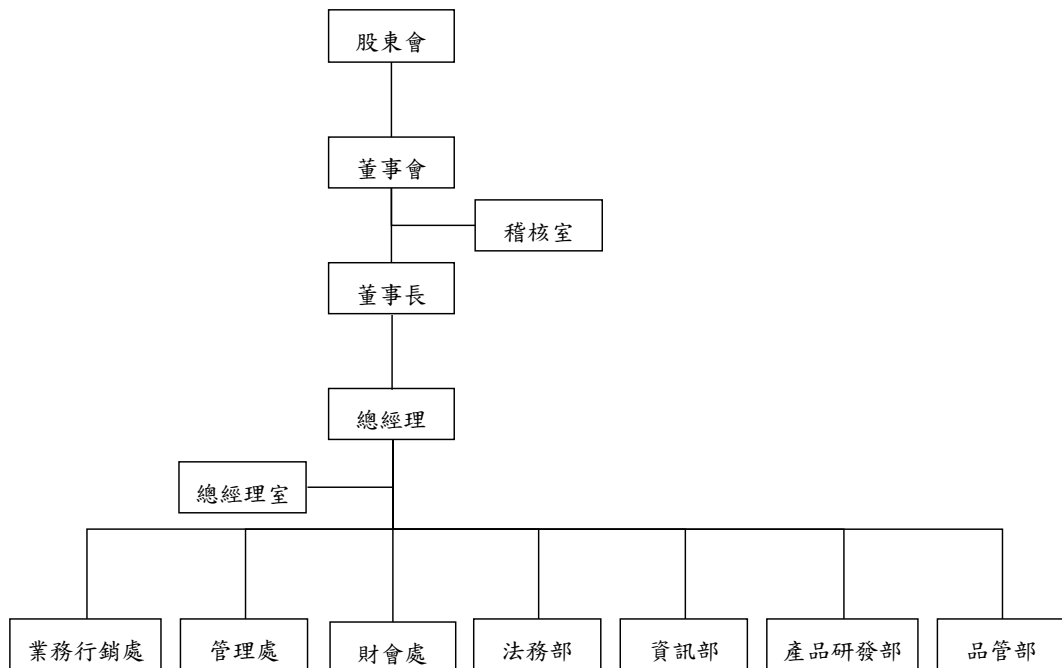 股東會
董事會
稽核室
董事長
總經理
總經理室
業務行銷處
管理處
財會處
法務部
資訊部
產品研發部
品管部